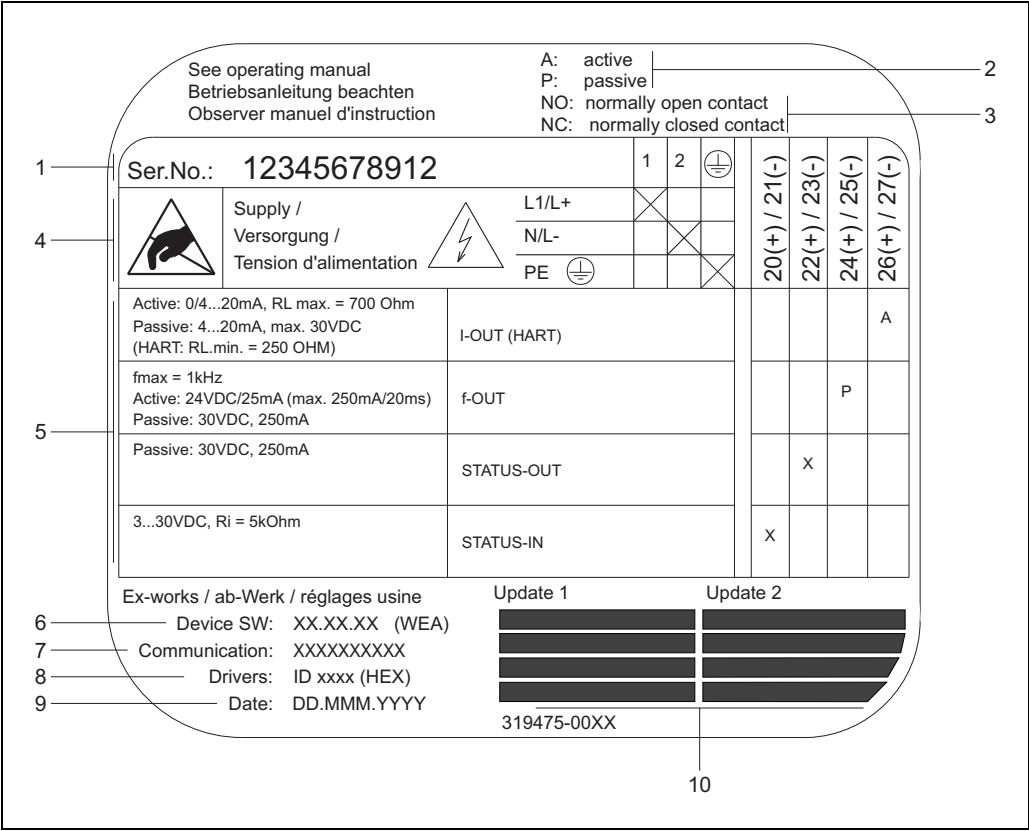 See operating manual
Betriebsanleitung beachten
Observer manuel d'instruction
A: active
P: passive
NO: normally open contact
NC: normally closed contact
2
3
1
Ser.No.: 12345678912
1 2
20(+) / 21(-)
22(+) / 23(-)
24(+) / 25(-)
26(+) / 27(-)
4
Supply /
Versorgung /
Tension d'alimentation
L1/L+
N/L-
PE
5
Active: 0/4...20mA, RL max. = 700 Ohm
Passive: 4...20mA, max. 30VDC
(HART: RL.min. = 250 OHM)
I-OUT (HART)
A
fmax = 1kHz
Active: 24VDC/25mA (max. 250mA/20ms)
Passive: 30VDC, 250mA
f-OUT
P
Passive: 30VDC, 250mA
STATUS-OUT
X
3...30VDC, Ri = 5kOhm
STATUS-IN
X
Ex-works / ab-Werk / réglages usine
Update 1
Update 2
6
Device SW: XX.XX.XX (WEA)
7
Communication: XXXXXXXXXX
8
Drivers: ID xxxx (HEX)
9
Date: DD.MMM.YYYY
319475-00XX
10